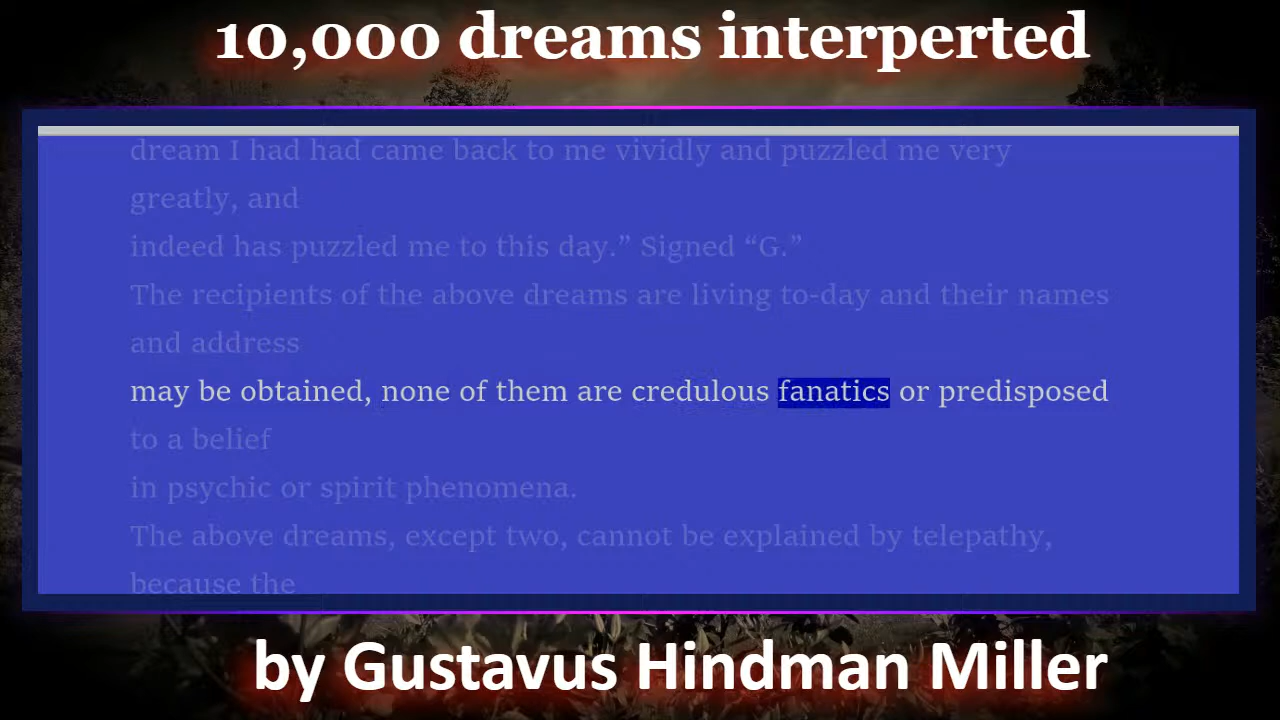 10,000 dreams interperted
dream I had had came back to me vividly and puzzled me very
greatly, and
indeed has puzzled me to this day.” Signed “G.”
The recipients of the above dreams are living to-day and their names
and address
may be obtained, none of them are credulous fanatics or predisposed
to a belief
in psychic or spirit phenomena.
The above dreams, except two, cannot be explained by telepathy,
because the
by Gustavus Hindman Miller